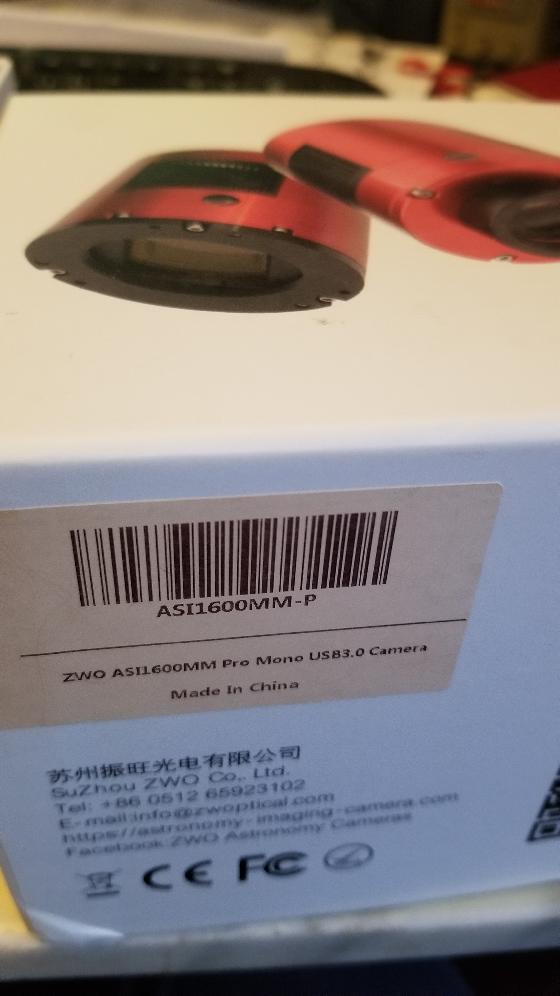 ASI1600MM-P
ZWO ASI1600MM Pro Mono USB3.0 Camera
Made In China
苏州振旺光电有限公司
SuZhou ZWO Co,. Ltd.
Tel: +86 0512 65923102
E-mail:info@zwoptical.com
https//astronomy-imaging-camera.com
Facebook:ZWO Astronomy Cameras
CE FC